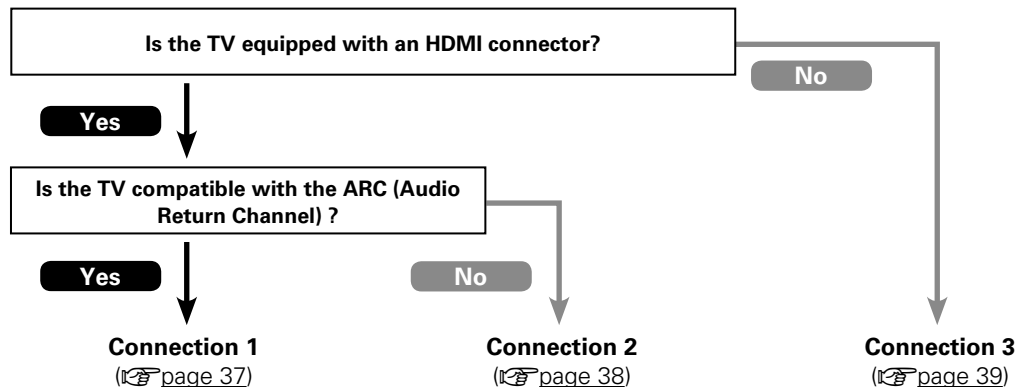 Is the TV equipped with an HDMI connector?
No
Yes
Is the TV compatible with the ARC (Audio
Return Channel) ?
Yes
No
Connection 1
(page 37)
Connection 2
(page 38)
Connection 3
(page 39)